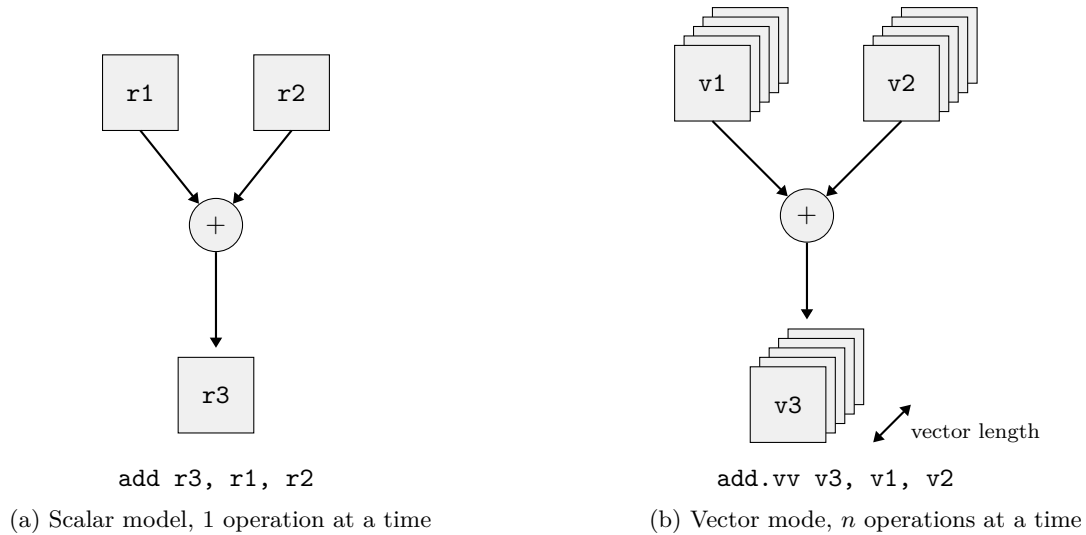 r1
r2
+
r3
add r3, r1, r2
(a) Scalar model, 1 operation at a time
v1
v2
+
v3
vector length
add.vv v3, v1, v2
(b) Vector mode, n operations at a time